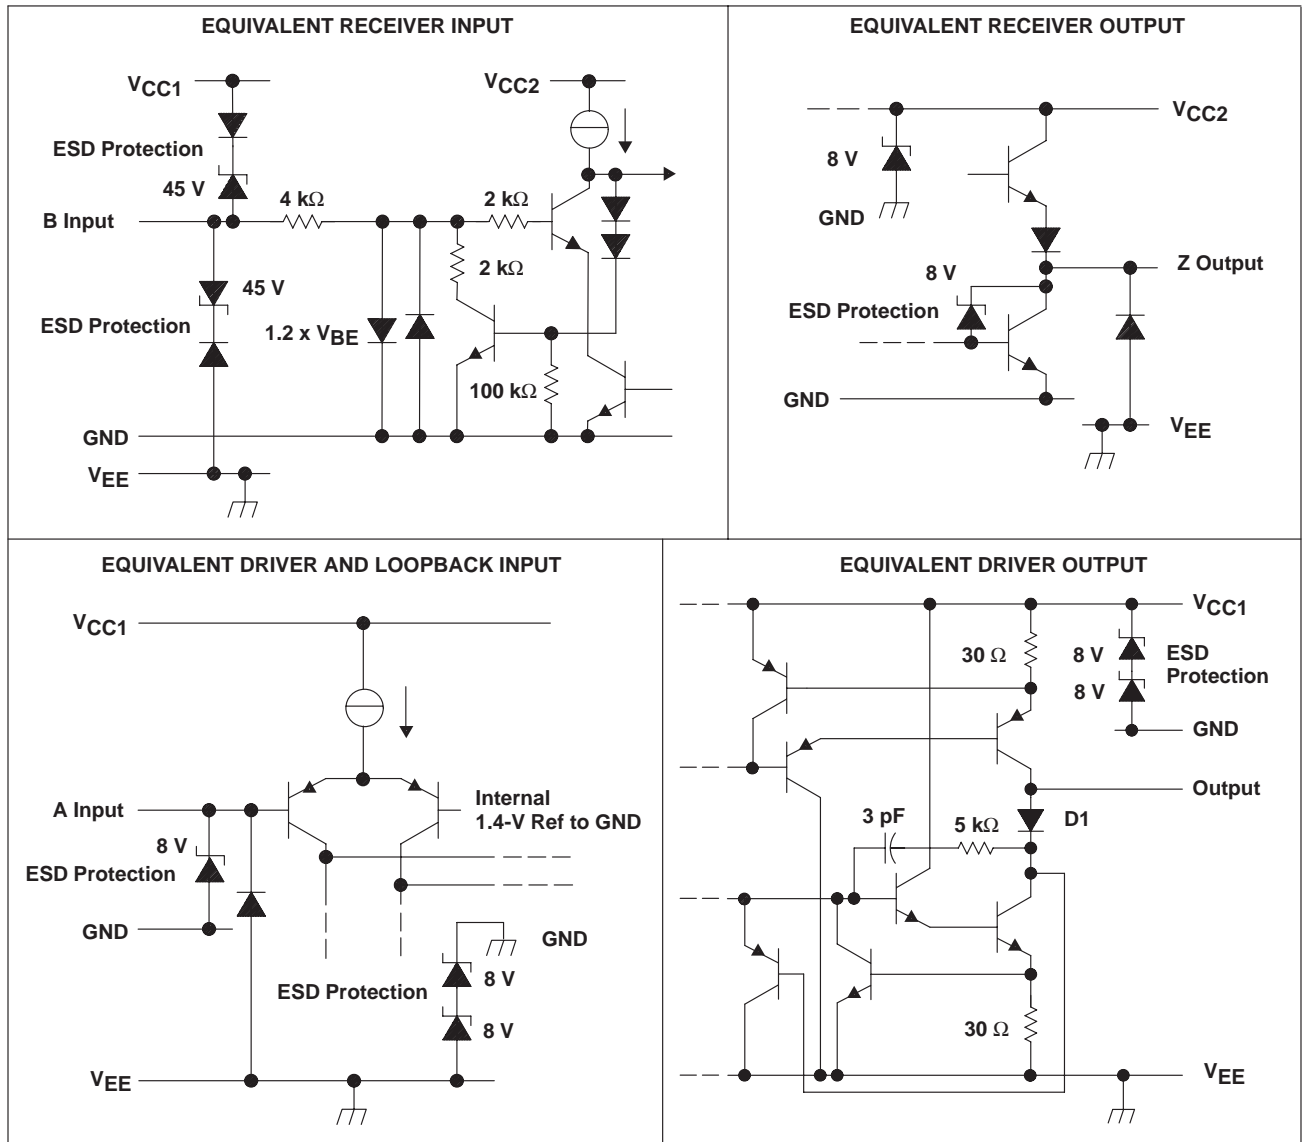 EQUIVALENT RECEIVER INPUT
VCC1
VCC2
ESD Protection
45 V
4 kΩ
2 kΩ
B Input
2 kΩ
45 V
ESD Protection
1.2 x VBE
100 kΩ
GND
VEE
EQUIVALENT RECEIVER OUTPUT
VCC2
8 V
GND
Z Output
8 V
ESD Protection
GND
VEE
EQUIVALENT DRIVER AND LOOPBACK INPUT
VCC1
A Input
Internal
1.4-V Ref to GND
8 V
ESD Protection
GND
GND
ESD Protection
8 V
8 V
VEE
EQUIVALENT DRIVER OUTPUT
VCC1
30 Ω
8 V
8 V
ESD
Protection
GND
Output
3 pF
5 kΩ
D1
30 Ω
VEE